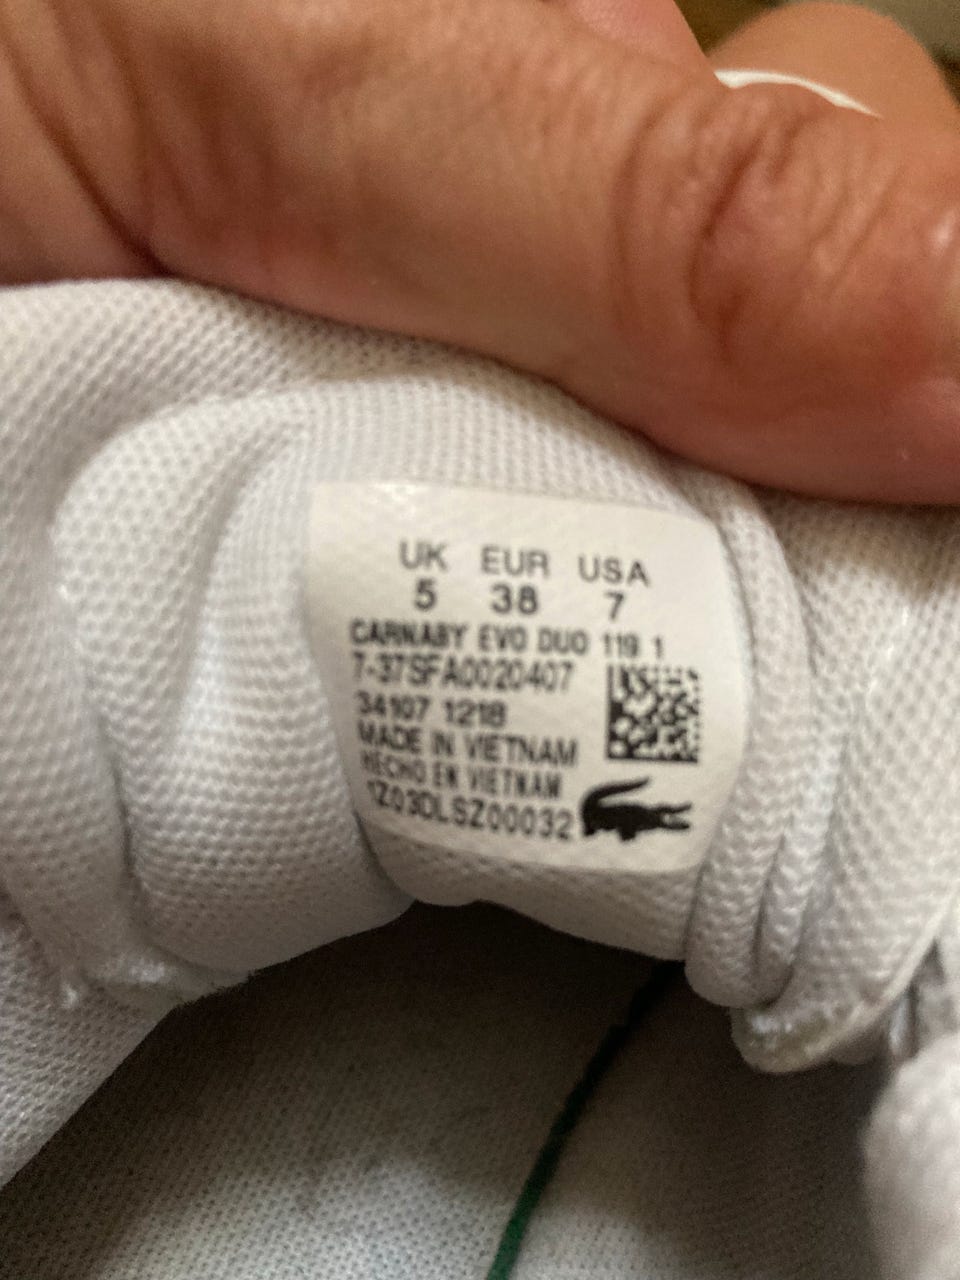 UK EUR USA
5 38 7
CARNABY EVO DUO 119 1
7-37SFA0020407
34107 1218
MADE IN VIETNAM
HECHO EN VIETNAM
1Z03DLSZ00032